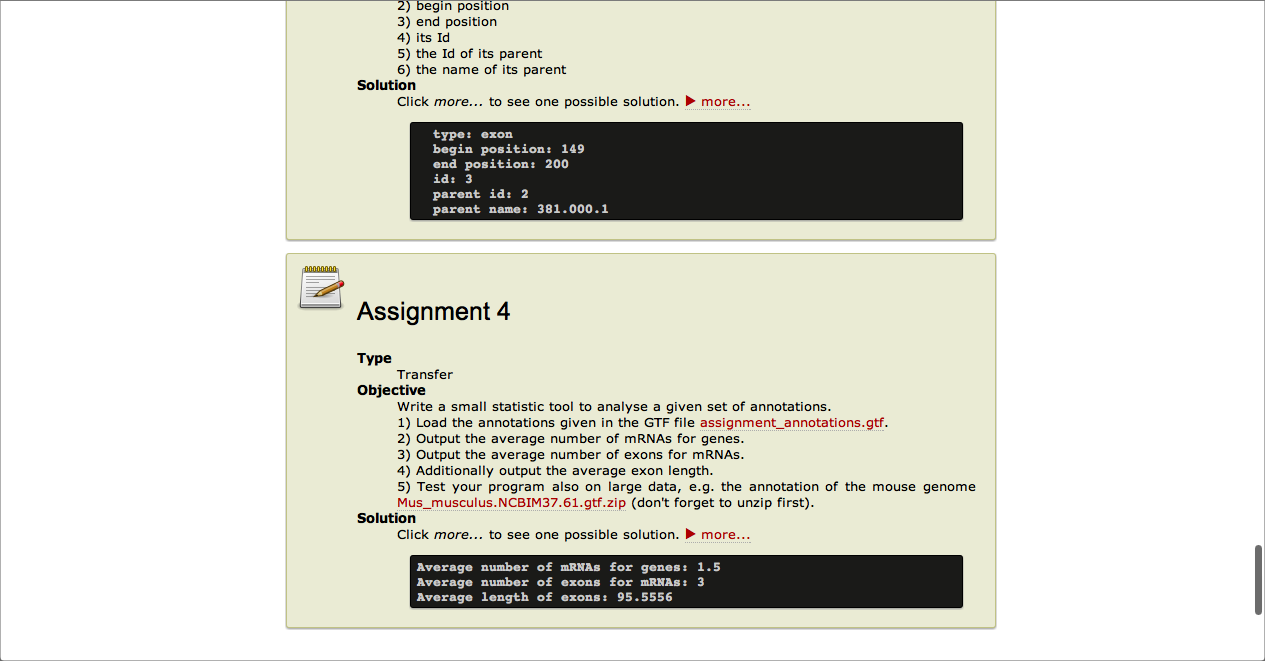 2) begin position
3) end position
4) its Id
5) the Id of its parent
6) the name of its parent
Solution
Click more... to see one possible solution. ▶ more...
type: exon
begin position: 149
end position: 200
id: 3
parent id: 2
parent name: 381.000.1
Assignment 4
Type
Transfer
Objective
Write a small statistic tool to analyse a given set of annotations.
1) Load the annotations given in the GTF file assignment_annotations.gtf.
2) Output the average number of mRNAs for genes.
3) Output the average number of exons for mRNAs.
4) Additionally output the average exon length.
5) Test your program also on large data, e.g. the annotation of the mouse genome
Mus_musculus.NCBIM37.61.gtf.zip (don't forget to unzip first).
Solution
Click more... to see one possible solution. ▶ more...
Average number of mRNAs for genes: 1.5
Average number of exons for mRNAs: 3
Average length of exons: 95.5556